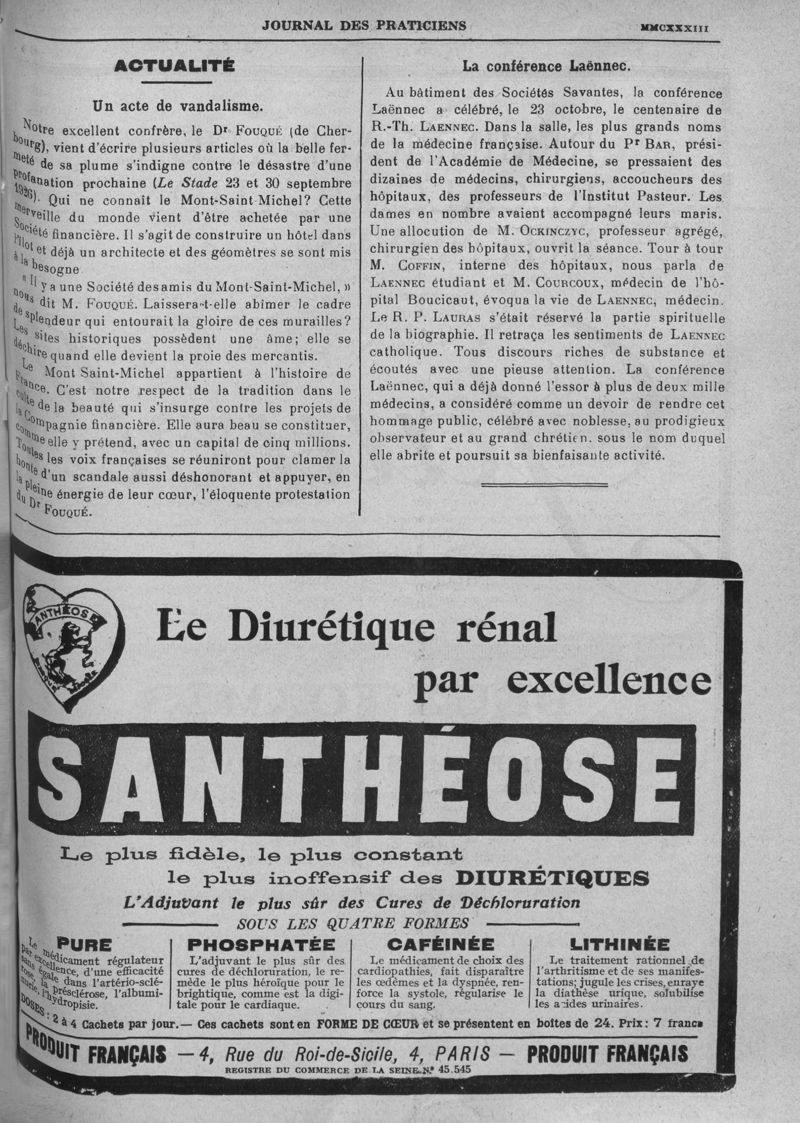 JOURNAL DES PRATICIENS
MMCXXXIII
ACTUALITÉ
Un acte de vandalisme.
Notre excellent confrère, le Dr FOUQUÉ (de Cher-
bourg), vient d'écrire plusieurs articles où la belle fer-
meté de sa plume s'indigne contre le désastre d'une
profanation prochaine (Le Stade 23 et 30 septembre
1926). Qui ne connaît le Mont-Saint-Michel? Cette
merveille du monde vient d'être achetée par une
Société financière. Il s'agit de construire un hôtel dans
l'îlot et déjà un architecte et des géomètres se sont mis
à la besogne
« Il y a une Société des amis du Mont-Saint-Michel, »
nous dit M. FOUQUÉ. Laissera-t-elle abîmer le cadre
de splendeur qui entourait la gloire de ces murailles?
Les sites historiques possèdent une âme; elle se
déchire quand elle devient la proie des mercantis.
Le Mont Saint-Michel appartient à l'histoire de
France. C'est notre respect de la tradition dans le
culte de la beauté qui s'insurge contre les projets de
la Compagnie financière. Elle aura beau se constituer,
comme elle y prétend, avec un capital de cinq millions.
Toutes les voix françaises se réuniront pour clamer la
honte d'un scandale aussi déshonorant et appuyer, en
la pleine énergie de leur cœur, l'éloquente protestation
du Dr FOUQUÉ.
La conférence Laënnec.
Au bâtiment des Sociétés Savantes, la conférence
Laënnec a célébré, le 23 octobre, le centenaire de
R.-Th. LAENNEC. Dans la salle, les plus grands noms
de la médecine française. Autour du Pr BAR, prési-
dent de l'Académie de Médecine, se pressaient des
dizaines de médecins, chirurgiens, accoucheurs des
hôpitaux, des professeurs de l'Institut Pasteur. Les
dames en nombre avaient accompagné leurs maris.
Une allocution de M. OCKINCZYC, professeur agrégé,
chirurgien des hôpitaux, ouvrit la séance. Tour à tour
M. COFFIN, interne des hôpitaux, nous parla de
LAENNEC étudiant et M. COURCOUX, médecin de l'hô-
pital Boucicaut, évoqua la vie de LAENNEC, médecin.
Le R. P. LAURAS s'était réservé la partie spirituelle
de la biographie. Il retraça les sentiments de LAENNEC
catholique. Tous discours riches de substance et
écoutés avec une pieuse attention. La conférence
Laënnec, qui a déjà donné l'essor à plus de deux mille
médecins, a considéré comme un devoir de rendre cet
hommage public, célébré avec noblesse, au prodigieux
observateur et au grand chrétien. sous le nom duquel
elle abrite et poursuit sa bienfaisante activité.
SANTHÉOSE
Le Diurétique rénal
par excellence
SANTHÉOSE
Le plus fidèle, le plus constant
le plus inoffensif des DIURÉTIQUES
L'Adjuvant le plus sûr des Cures de Déchloruration
SOUS LES QUATRE FORMES
PURE
Le médicament régulateur
par excellence, d'une efficacité
sans égale dans l'artério-sclé-
rose, la présclérose, l'albumi-
nurie, l'hydropisie.
PHOSPHATÉE
L'adjuvant le plus sûr des
cures de déchloruration, le re-
mède le plus héroïque pour le
brightique, comme est la digi-
tale pour le cardiaque.
CAFÉINÉE
Le médicament de choix des
cardiopathies, fait disparaître
les œdèmes et la dyspnée, ren-
force la systole, régularise le
cours du sang.
LITHINÉE
Le traitement rationnel de
l'arthritisme et de ses manifes-
tations; jugule les crises, enraye
la diathèse urique, solubilise
les acides urinaires.
DOSES : 2 à 4 Cachets par jour. — Ces cachets sont en FORME DE CŒUR et se présentent en boîtes de 24. Prix : 7 francs
PRODUIT FRANÇAIS — 4, Rue du Roi-de-Sicile, 4, PARIS — PRODUIT FRANÇAIS
REGISTRE DU COMMERCE DE LA SEINE. N° 45.545